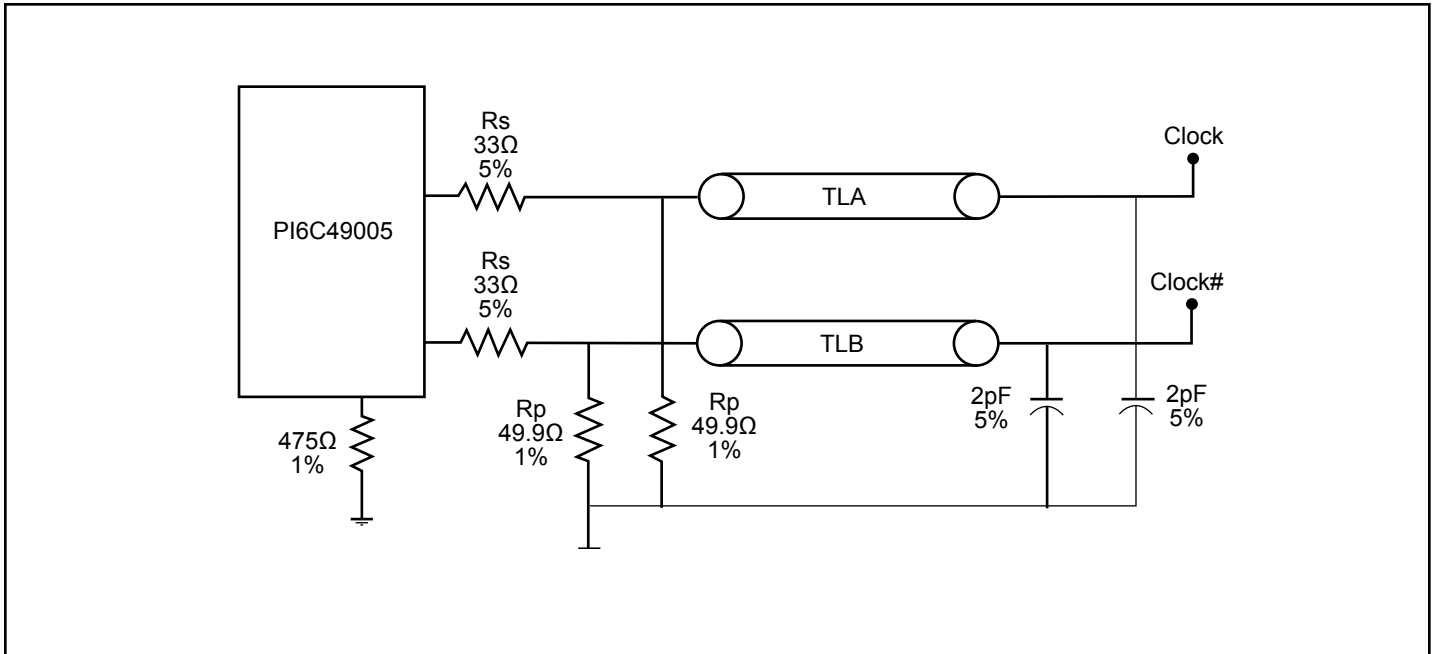 PI6C49005
Rs
33Ω
5%
TLA
Clock
Rs
33Ω
5%
TLB
Clock#
475Ω
1%
Rp
49.9Ω
1%
Rp
49.9Ω
1%
2pF
5%
2pF
5%